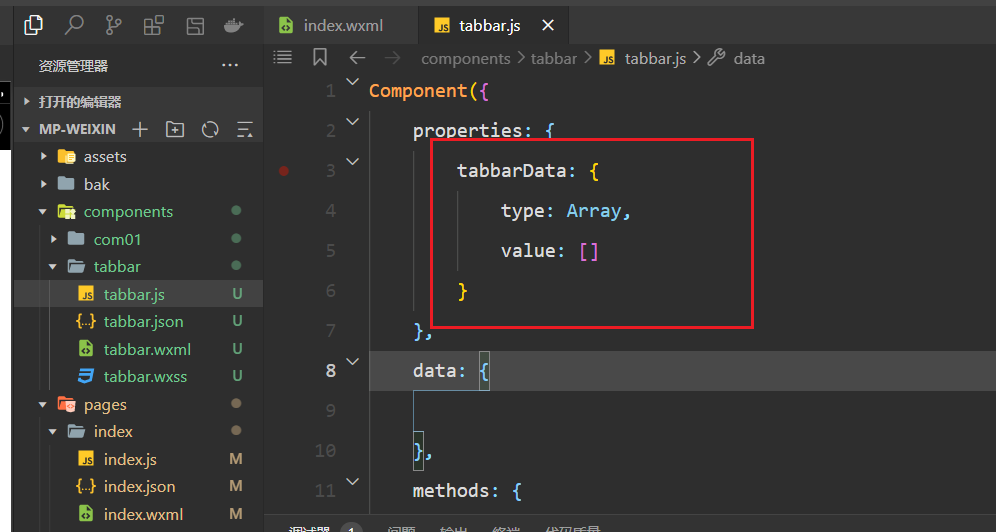 index.wxml
JS tabbar.js
资源管理器
components tabbar JS tabbar.js data
打开的编辑器
MP-WEIXIN
assets
bak
components
com01
tabbar
JS tabbar.js U
{..} tabbar.json U
tabbar.wxml U
tabbar.wxss U
pages
index
JS index.js M
{..} index.json M
index.wxml M
1 Component({
2 properties: {
3 tabbarData: {
4 type: Array,
5 value: []
6 }
7 },
8 data: {
9
10 },
11 methods: {
调试器 1 问题 输出 终端 代码质量